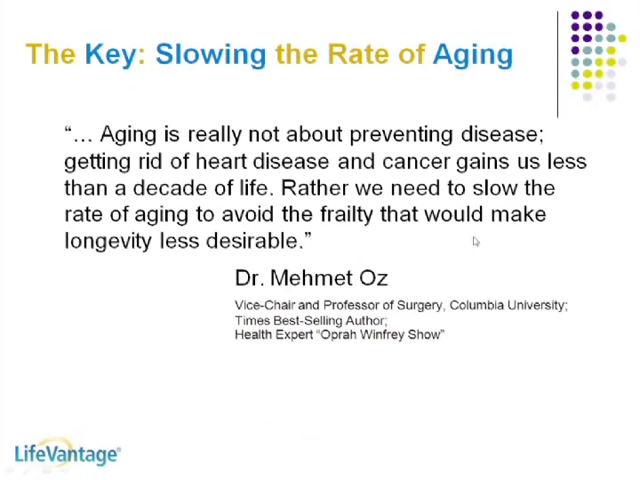 The Key: Slowing the Rate of Aging
“… Aging is really not about preventing disease;
getting rid of heart disease and cancer gains us less
than a decade of life. Rather we need to slow the
rate of aging to avoid the frailty that would make
longevity less desirable.”
Dr. Mehmet Oz
Vice-Chair and Professor of Surgery, Columbia University;
Times Best-Selling Author;
Health Expert “Oprah Winfrey Show”
LifeVantage®